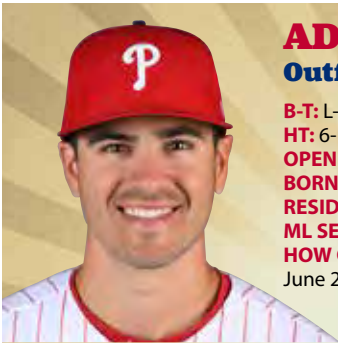 P
AD
Outf
B-T: L-
HT: 6-
OPEN
BORN
RESID
ML SE
HOW
June 2